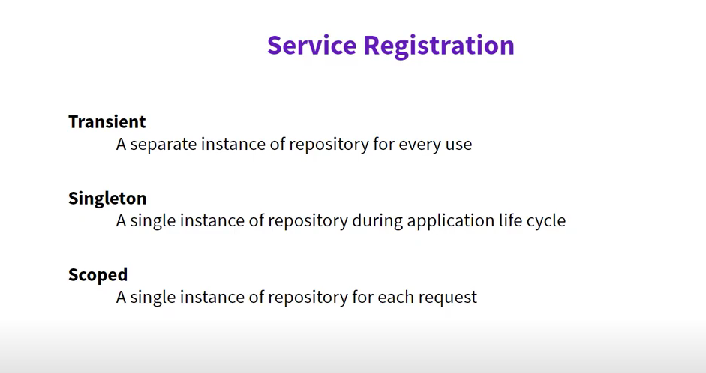 Service Registration
Transient
A separate instance of repository for every use
Singleton
A single instance of repository during application life cycle
Scoped
A single instance of repository for each request